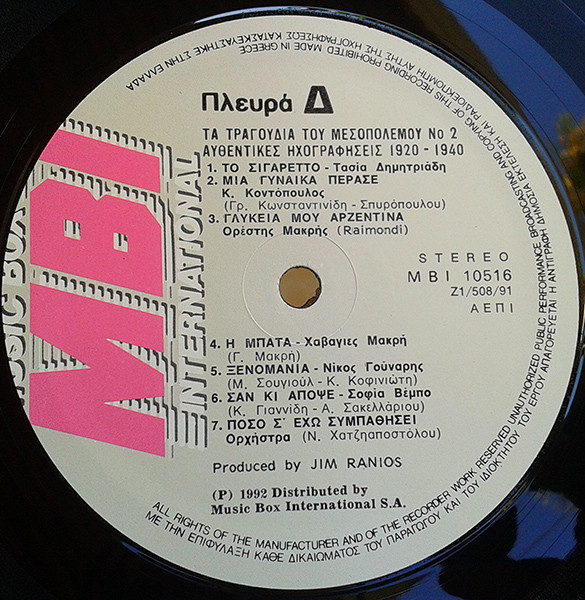 Πλευρά Δ
ΤΑ ΤΡΑΓΟΥΔΙΑ ΤΟΥ ΜΕΣΟΠΟΛΕΜΟΥ Νο 2
ΑΥΘΕΝΤΙΚΕΣ ΗΧΟΓΡΑΦΗΣΕΙΣ 1920 - 1940
1. ΤΟ ΣΙΓΑΡΕΤΤΟ - Τασία Δημητριάδη
2. ΜΙΑ ΓΥΝΑΙΚΑ ΠΕΡΑΣΕ
Κ. Κοντόπουλος
(Γρ. Κωνσταντινίδη - Σπυρόπουλου)
3. ΓΛΥΚΕΙΑ ΜΟΥ ΑΡΖΕΝΤΙΝΑ
Ορέστης Μακρής (Raimondi)
STEREO
MBI 10516
Z1/508/91
ΑΕΠΙ
4. Η ΜΠΑΤΑ - Χαβαγιες Μακρή
(Γ. Μακρή)
5. ΞΕΝΟΜΑΝΙΑ - Νίκος Γούναρης
(Μ. Σουγιούλ - Κ. Κοφινιώτη)
6. ΣΑΝ ΚΙ ΑΠΟΨΕ - Σοφία Βέμπο
(Κ. Γιαννίδη - Α. Σακελλάριου)
7. ΠΟΣΟ Σ' ΕΧΩ ΣΥΜΠΑΘΗΣΕΙ
Ορχήστρα (Ν. Χατζηαποστόλου)
Produced by JIM RANIOS
(P) 1992 Distributed by
Music Box International S.A.
MUSIC BOX
MBI
INTERNATIONAL
ALL RIGHTS OF THE MANUFACTURER AND OF THE RECORDER WORK RESERVED UNAUTHORIZED PUBLIC PERFORMANCE BROADCASTING AND COPYING OF THIS RECORDING PROHIBITED MADE IN GREECE
ΜΕ ΤΗΝ ΕΠΙΦΥΛΑΞΗ ΚΑΘΕ ΔΙΚΑΙΩΜΑΤΟΣ ΤΟΥ ΠΑΡΑΓΩΓΟΥ ΚΑΙ ΤΟΥ ΙΔΙΟΚΤΗΤΟΥ ΤΟΥ ΕΡΓΟΥ ΑΠΑΓΟΡΕΥΕΤΑΙ Η ΑΝΤΙΓΡΑΦΗ ΔΗΜΟΣΙΑ ΕΚΤΕΛΕΣΗ ΚΑΙ ΡΑΔΙΟΕΚΠΟΜΠΗ ΑΥΤΗΣ ΤΗΣ ΗΧΟΓΡΑΦΗΣΕΩΣ ΚΑΤΑΣΚΕΥΑΣΤΗΚΕ ΣΤΗΝ ΕΛΛΑΔΑ